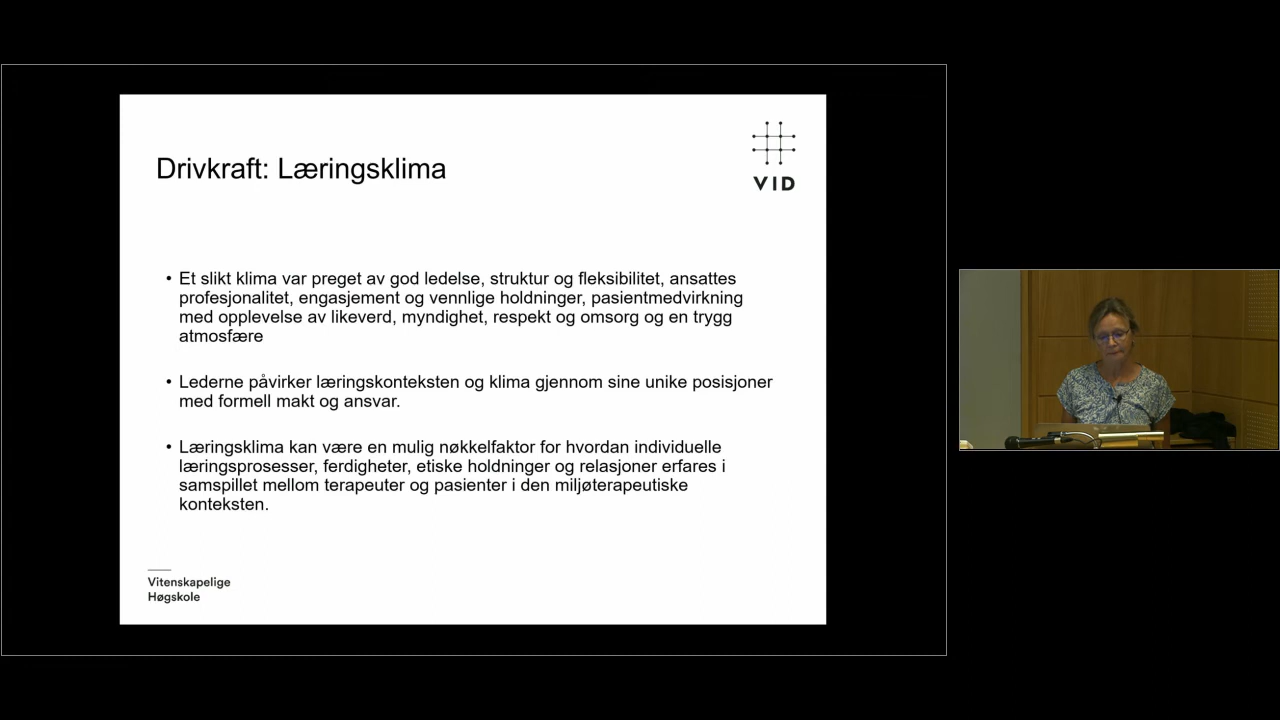 Drivkraft: Læringsklima
VID
• Et slikt klima var preget av god ledelse, struktur og fleksibilitet, ansattes
profesjonalitet, engasjement og vennlige holdninger, pasientmedvirkning
med opplevelse av likeverd, myndighet, respekt og omsorg og en trygg
atmosfære
• Lederne påvirker læringskonteksten og klima gjennom sine unike posisjoner
med formell makt og ansvar.
• Læringsklima kan være en mulig nøkkelfaktor for hvordan individuelle
læringsprosesser, ferdigheter, etiske holdninger og relasjoner erfares i
samspillet mellom terapeuter og pasienter i den miljøterapeutiske
konteksten.
Vitenskapelige
Høgskole